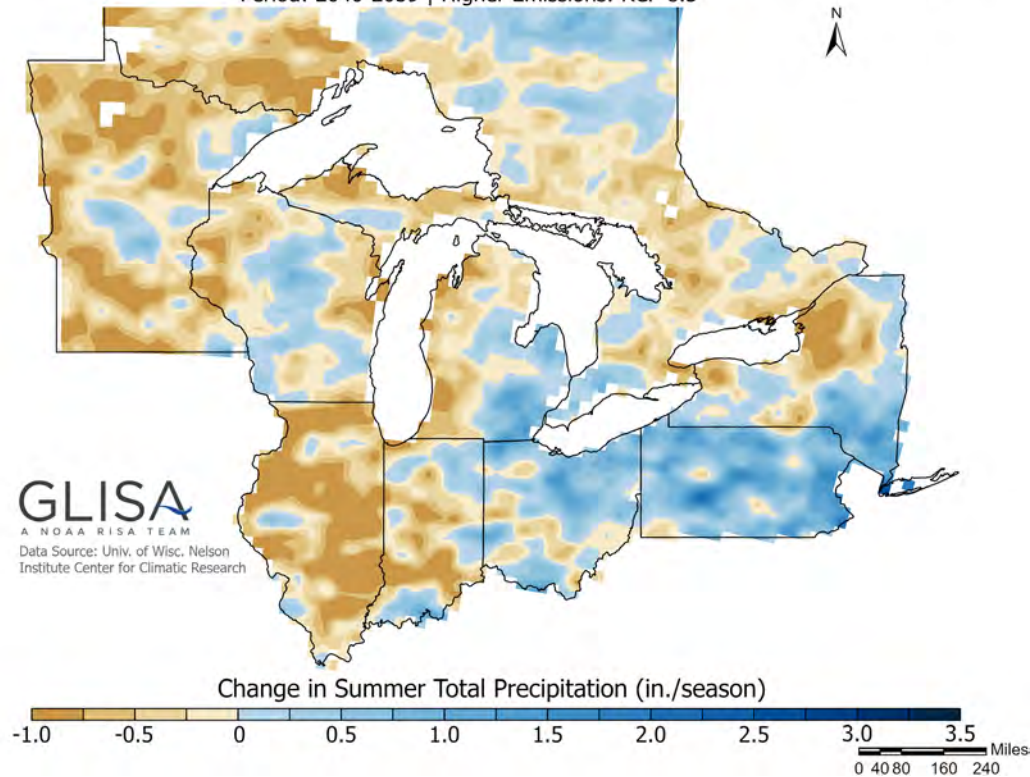 N
GLISA
A NOAA RISA TEAM
Data Source: Univ. of Wisc. Nelson
Institute Center for Climatic Research
Change in Summer Total Precipitation (in./season)
-1.0 -0.5 0 0.5 1.0 1.5 2.0 2.5 3.0 3.5
Miles
0 40 80 160 240